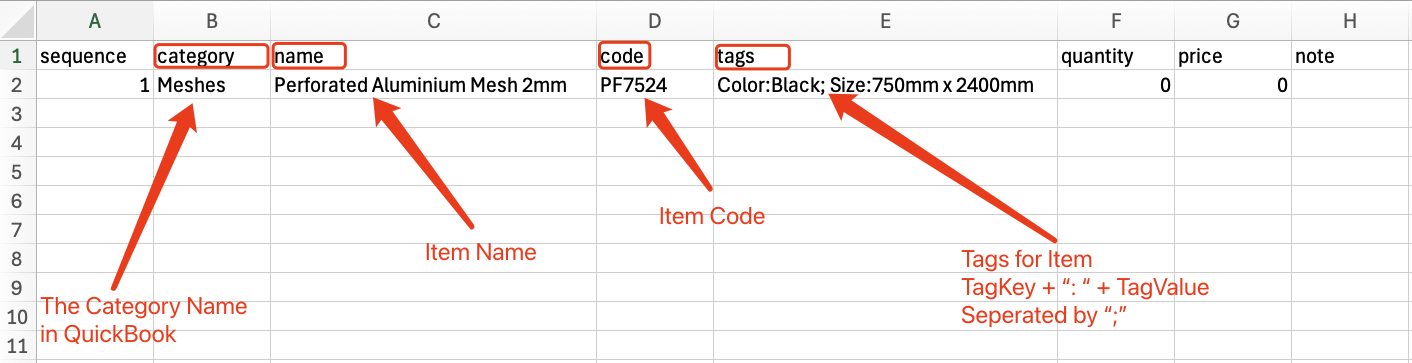 A B C D E F G H
1 sequence category name code tags quantity price note
2 1 Meshes Perforated Aluminium Mesh 2mm PF7524 Color:Black; Size:750mm x 2400mm 0 0
3
4
5
6
7
8
9
10
11
Item Code
Item Name
Tags for Item
TagKey + “: “ + TagValue
Seperated by “;”
The Category Name
in QuickBook